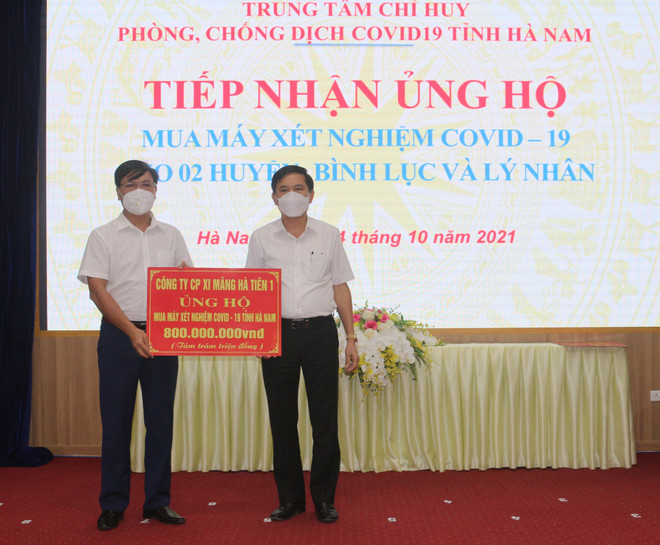 TRUNG TÂM CHỈ HUY
PHÒNG, CHỐNG DỊCH COVID19 TỈNH HÀ NAM
TIẾP NHẬN ỦNG HỘ
MUA MÁY XÉT NGHIỆM COVID – 19
02 HUYỆN BÌNH LỤC VÀ LÝ NHÂN
Hà Na 4 tháng 10 năm 2021
CÔNG TY CP XI MĂNG HÀ TIÊN 1
ỦNG HỘ
MUA MÁY XÉT NGHIỆM COVID - 19 TỈNH HÀ NAM
800.000.000vnđ
( Tám trăm triệu đồng )